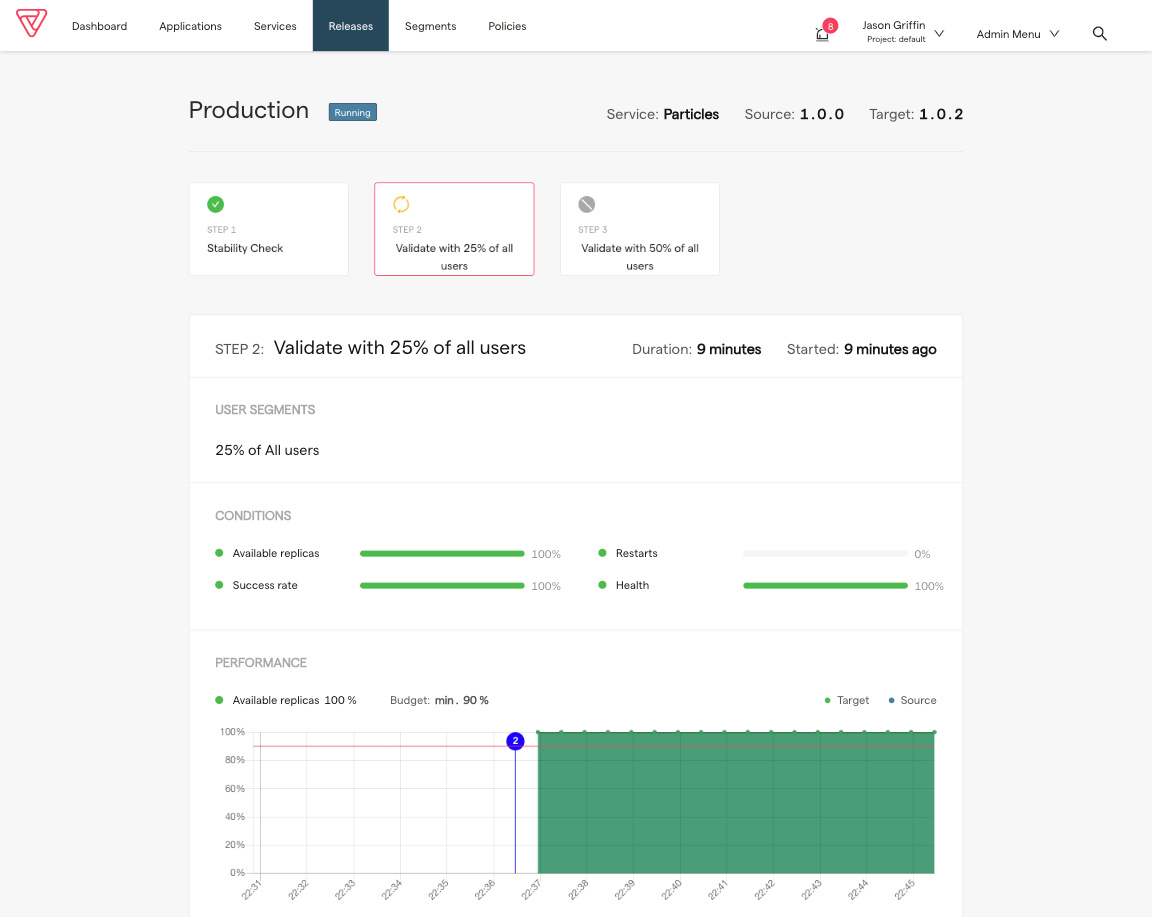 Dashboard Applications Services Releases Segments Policies 8 Jason Griffin Admin Menu
Project: default
Production Running Service: Particles Source: 1.0.0 Target: 1.0.2
STEP 1 STEP 2 STEP 3
Stability Check Validate with 25% of all Validate with 50% of all
users users
STEP 2: Validate with 25% of all users Duration: 9 minutes Started: 9 minutes ago
USER SEGMENTS
25% of All users
CONDITIONS
Available replicas 100% Restarts 0%
Success rate 100% Health 100%
PERFORMANCE
Available replicas 100 % Budget: min. 90 % Target Source
100%
2
80%
60%
40%
20%
0%
22:31 22:32 22:33 22:34 22:35 22:36 22:37 22:38 22:39 22:40 22:41 22:42 22:43 22:44 22:45